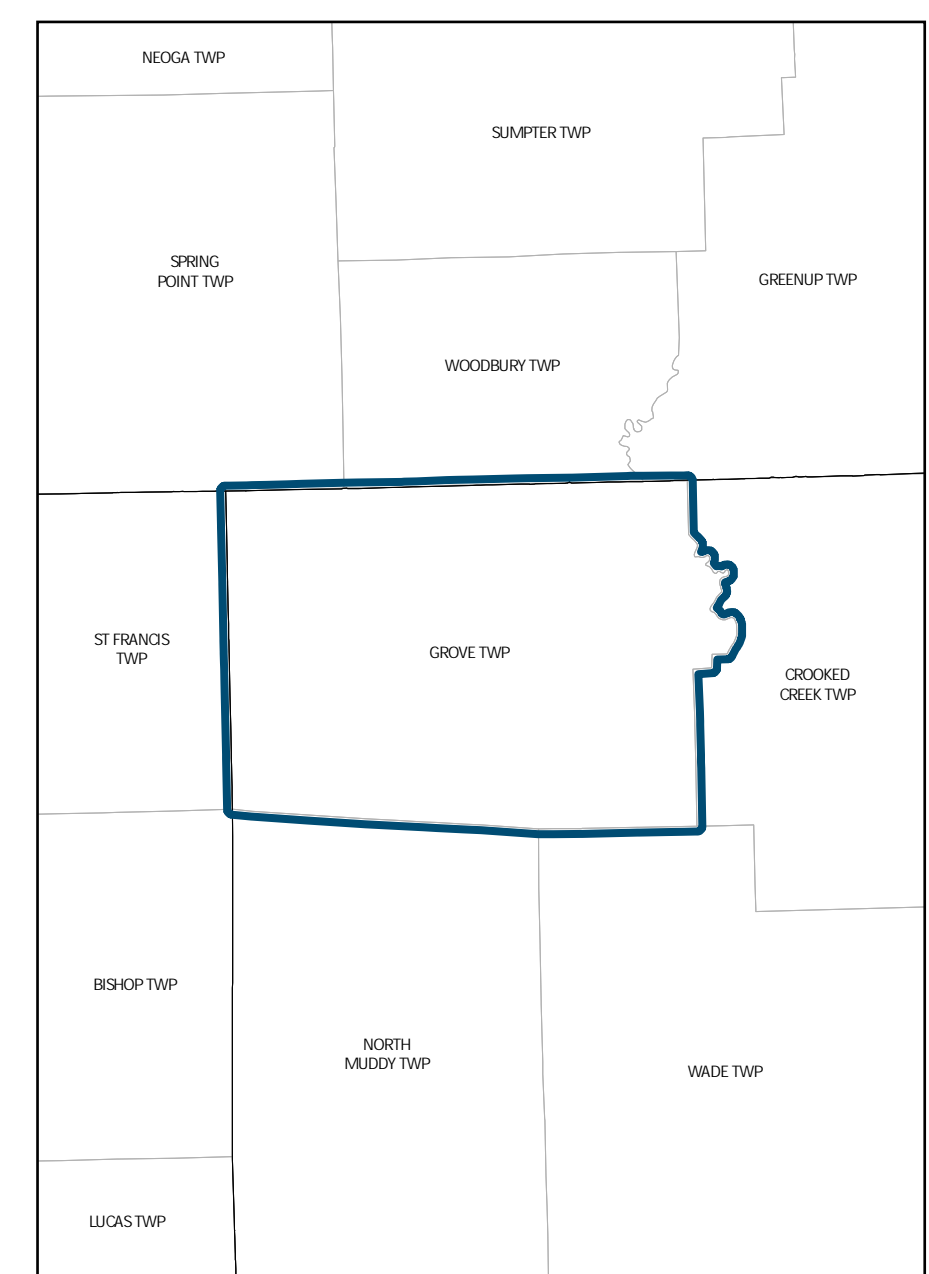 NEOGA TWP
SUMPTER TWP
SPRING
POINT TWP
GREENUP TWP
WOODBURY TWP
ST FRANCIS
TWP
GROVE TWP
CROOKED
CREEK TWP
BISHOP TWP
NORTH
MUDDY TWP
WADE TWP
LUCAS TWP